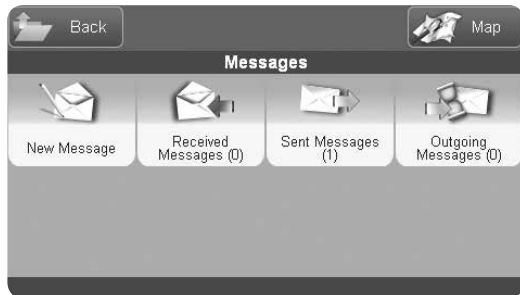 Back
Map
Messages
New Message
Received
Messages (0)
Sent Messages
(1)
Outgoing
Messages (0)